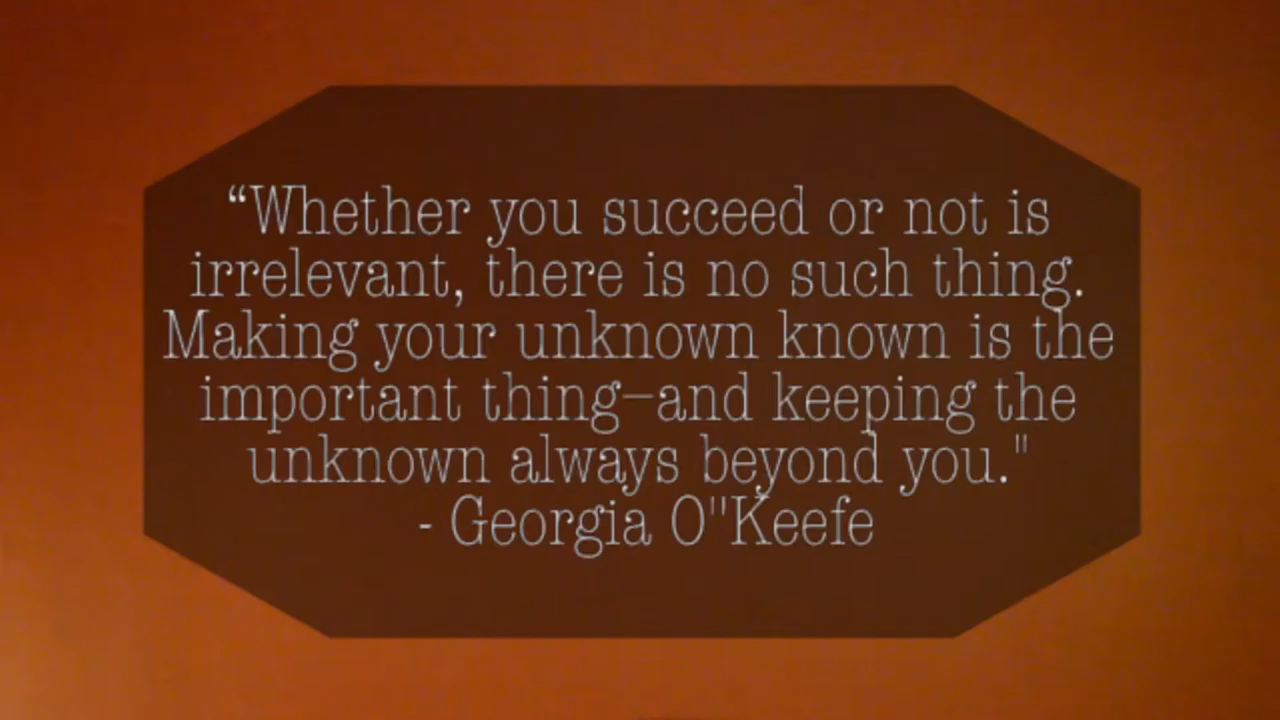 “Whether you succeed or not is
irrelevant, there is no such thing.
Making your unknown known is the
important thing—and keeping the
unknown always beyond you."
- Georgia O"Keefe